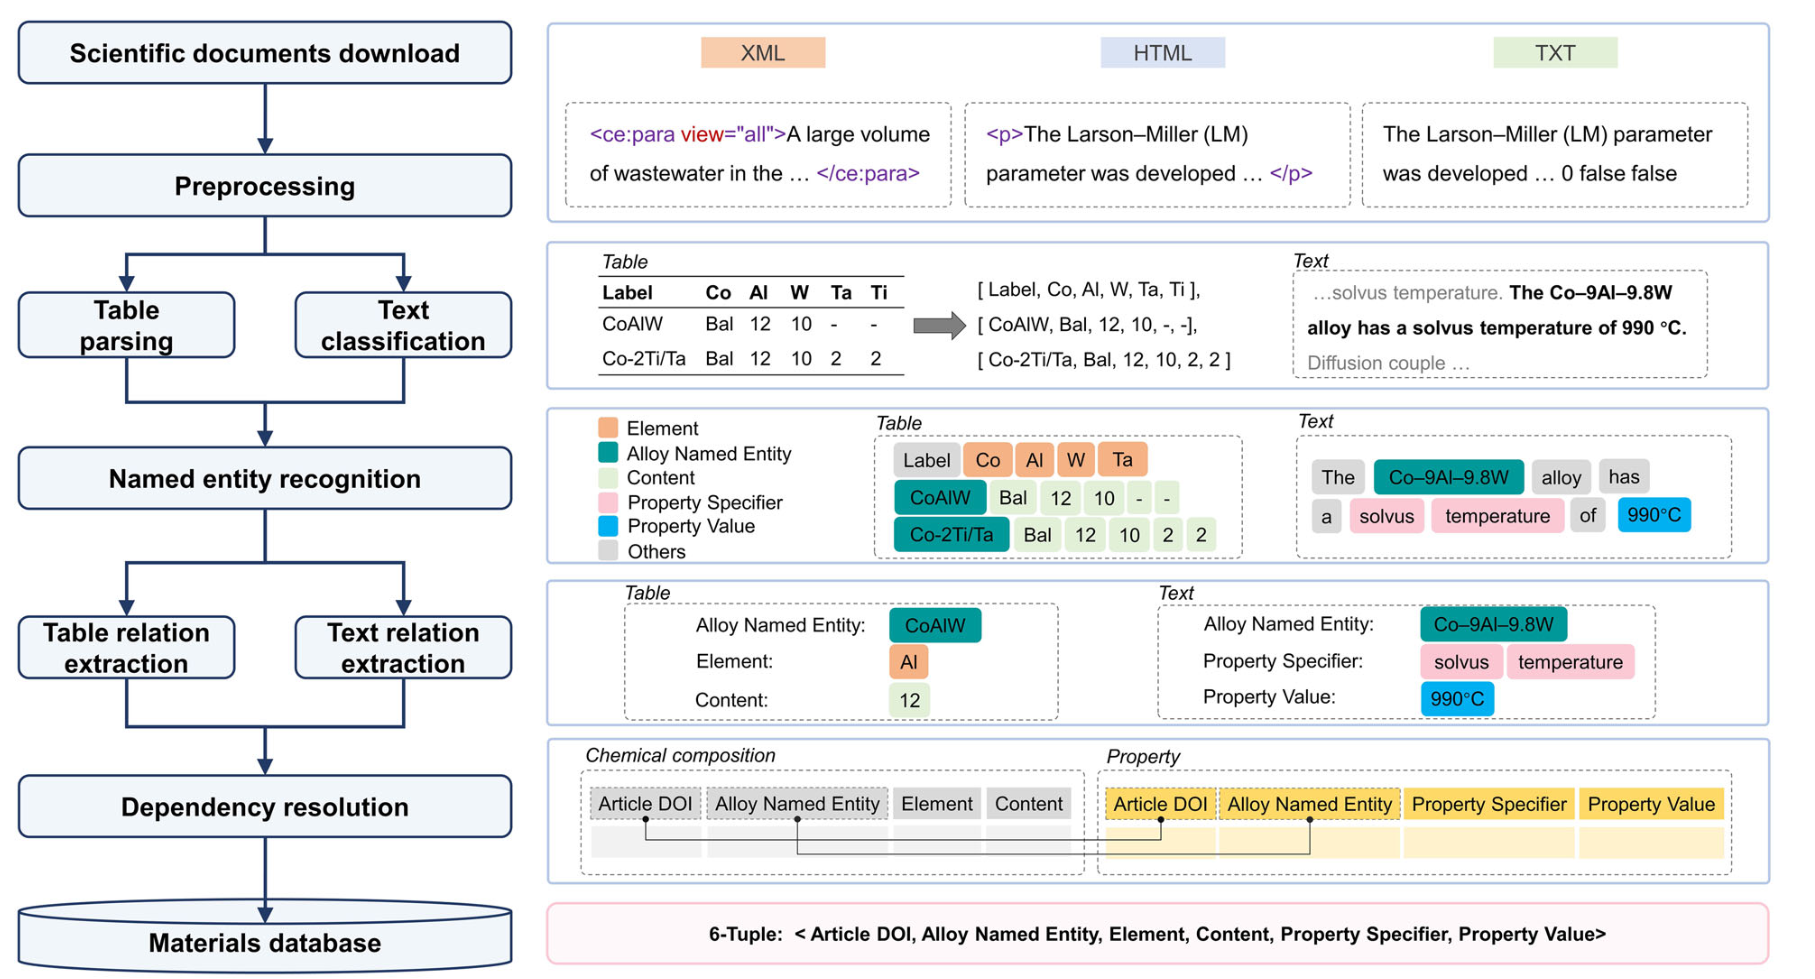 Scientific documents download
Preprocessing
Table
parsing
Text
classification
Named entity recognition
Table relation
extraction
Text relation
extraction
Dependency resolution
Materials database
XML
HTML
TXT
<ce:para view="all">A large volume
of wastewater in the … </ce:para>
<p>The Larson–Miller (LM)
parameter was developed … </p>
The Larson–Miller (LM) parameter
was developed … 0 false false
Table
Label Co Al W Ta Ti
CoAlW Bal 12 10 - -
Co-2Ti/Ta Bal 12 10 2 2
[ Label, Co, Al, W, Ta, Ti ],
[ CoAlW, Bal, 12, 10, -, -],
[ Co-2Ti/Ta, Bal, 12, 10, 2, 2 ]
Text
…solvus temperature. The Co–9Al–9.8W
alloy has a solvus temperature of 990 °C.
Diffusion couple …
Element
Alloy Named Entity
Content
Property Specifier
Property Value
Others
Table
Label Co Al W Ta
CoAlW Bal 12 10 - -
Co-2Ti/Ta Bal 12 10 2 2
Text
The Co–9Al–9.8W alloy has
a solvus temperature of 990°C
Table
Alloy Named Entity: CoAlW
Element: Al
Content: 12
Text
Alloy Named Entity: Co–9Al–9.8W
Property Specifier: solvus temperature
Property Value: 990°C
Chemical composition
Article DOI Alloy Named Entity Element Content
Property
Article DOI Alloy Named Entity Property Specifier Property Value
6-Tuple: < Article DOI, Alloy Named Entity, Element, Content, Property Specifier, Property Value>